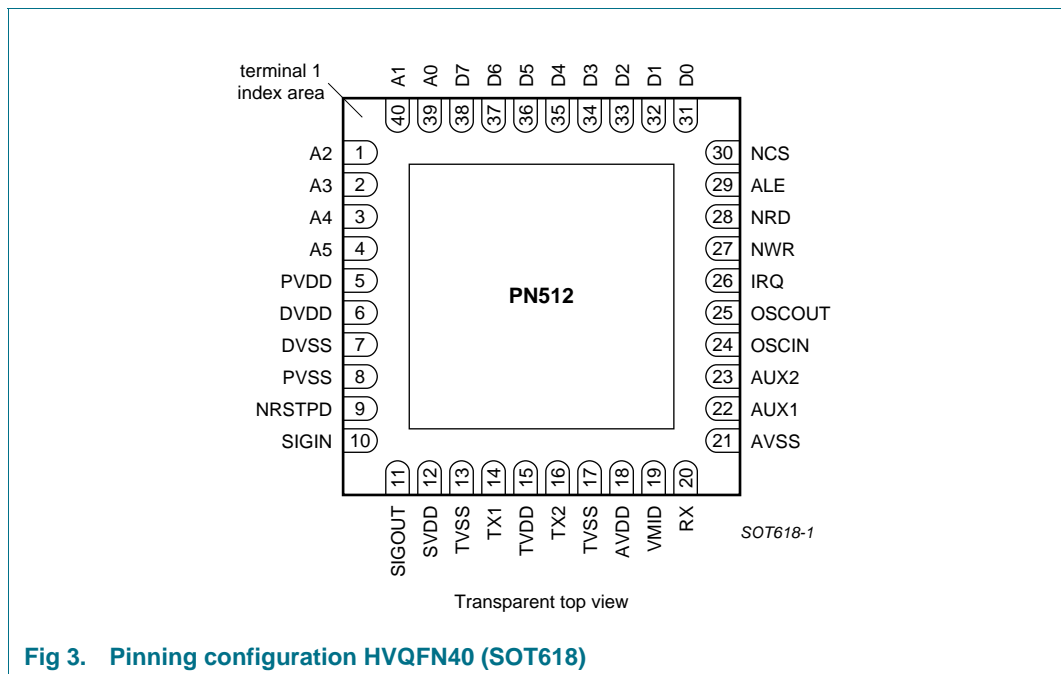 terminal 1
index area
A1 A0 D7 D6 D5 D4 D3 D2 D1 D0
40 39 38 37 36 35 34 33 32 31
A2 1 30 NCS
A3 2 29 ALE
A4 3 28 NRD
A5 4 27 NWR
PVDD 5 26 IRQ
DVDD 6 PN512 25 OSCOUT
DVSS 7 24 OSCIN
PVSS 8 23 AUX2
NRSTPD 9 22 AUX1
SIGIN 10 21 AVSS
11 12 13 14 15 16 17 18 19 20
SIGOUT SVDD TVSS TX1 TVDD TX2 TVSS AVDD VMID RX
SOT618-1
Transparent top view
Fig 3. Pinning configuration HVQFN40 (SOT618)